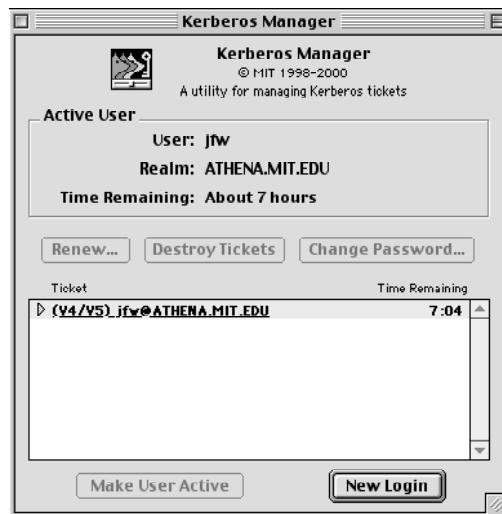 Kerberos Manager
Kerberos Manager
© MIT 1998-2000
A utility for managing Kerberos tickets
Active User
User: jfw
Realm: ATHENA.MIT.EDU
Time Remaining: About 7 hours
Renew... Destroy Tickets Change Password...
Ticket Time Remaining
(V4/V5) jfw@ATHENA.MIT.EDU 7:04
Make User Active New Login